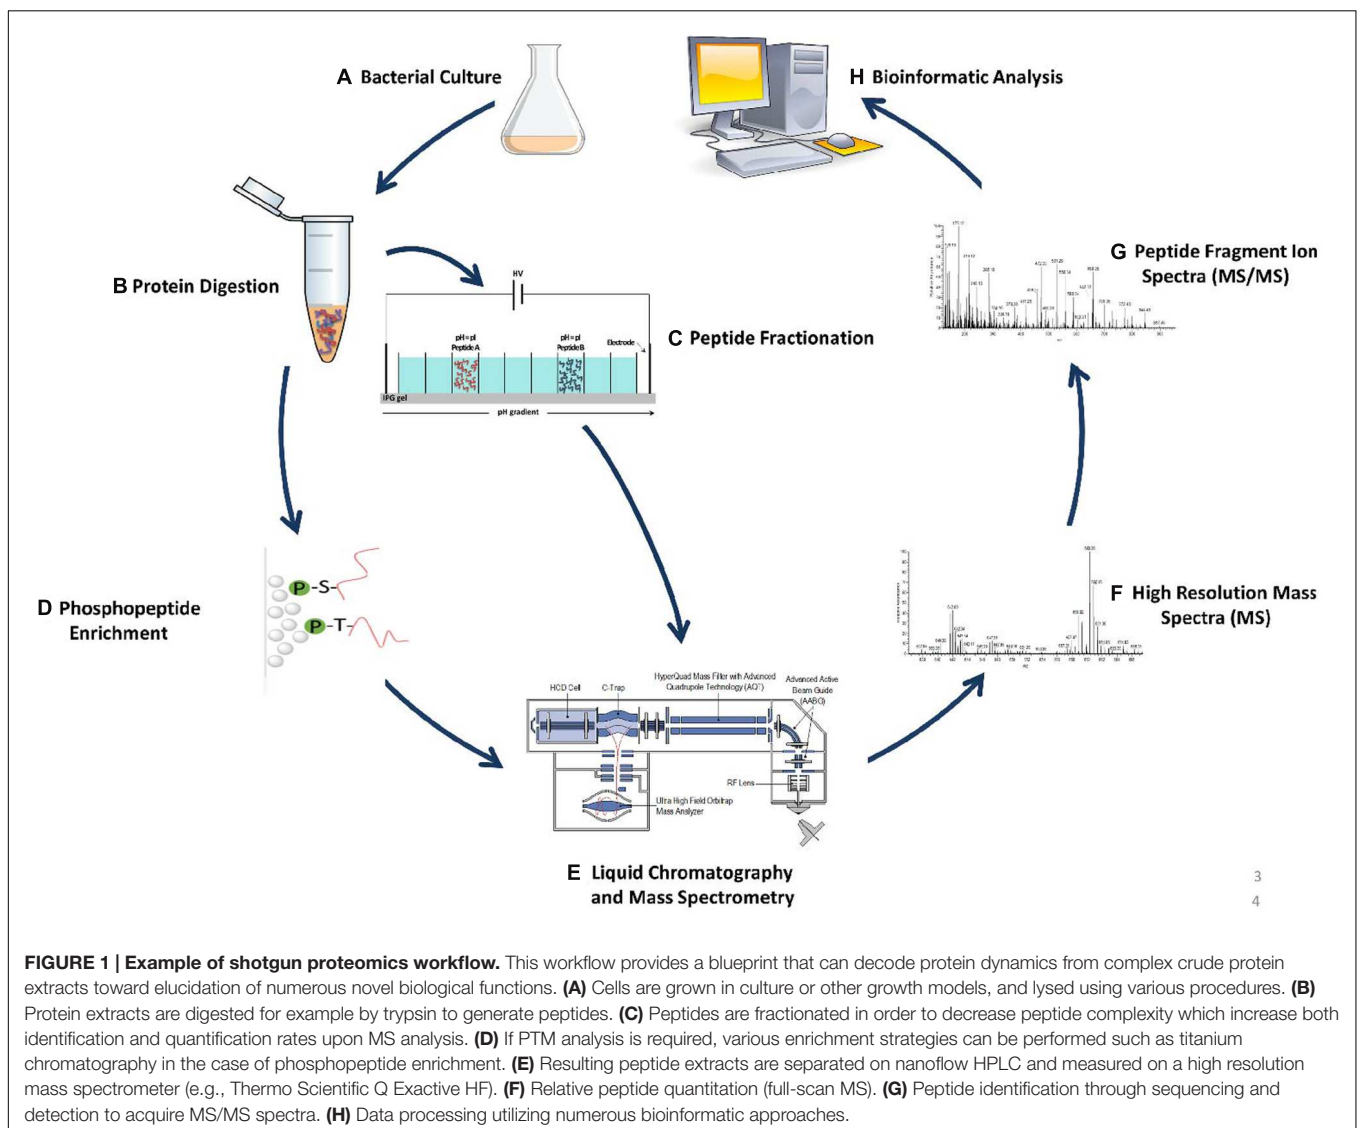 A Bacterial Culture
H Bioinformatic Analysis
B Protein Digestion
HV
pH = pI
Peptide A
pH = pI
Peptide B
Electrode
IPG gel
pH gradient
C Peptide Fractionation
G Peptide Fragment Ion
Spectra (MS/MS)
D Phosphopeptide
Enrichment
P -S-
P -T-
F High Resolution Mass
Spectra (MS)
HCD Cell
C-Trap
HyperQuad Mass Filter with Advanced
Quadrupole Technology (AQT)
Advanced Active
Beam Guide
(AABG)
RF Lens
Ultra High Field Orbitrap
Mass Analyzer
E Liquid Chromatography
and Mass Spectrometry
3
4
FIGURE 1 | Example of shotgun proteomics workflow. This workflow provides a blueprint that can decode protein dynamics from complex crude protein
extracts toward elucidation of numerous novel biological functions. (A) Cells are grown in culture or other growth models, and lysed using various procedures. (B)
Protein extracts are digested for example by trypsin to generate peptides. (C) Peptides are fractionated in order to decrease peptide complexity which increase both
identification and quantification rates upon MS analysis. (D) If PTM analysis is required, various enrichment strategies can be performed such as titanium
chromatography in the case of phosphopeptide enrichment. (E) Resulting peptide extracts are separated on nanoflow HPLC and measured on a high resolution
mass spectrometer (e.g., Thermo Scientific Q Exactive HF). (F) Relative peptide quantitation (full-scan MS). (G) Peptide identification through sequencing and
detection to acquire MS/MS spectra. (H) Data processing utilizing numerous bioinformatic approaches.